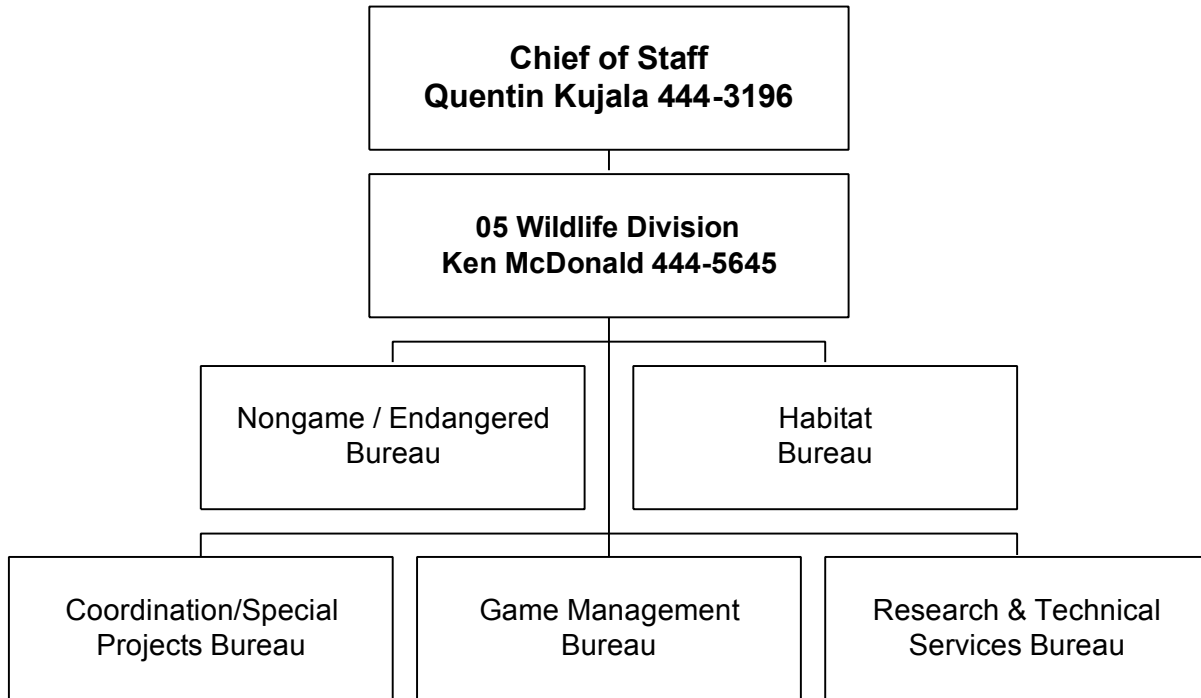 Chief of Staff
Quentin Kujala 444-3196
05 Wildlife Division
Ken McDonald 444-5645
Nongame / Endangered
Bureau
Habitat
Bureau
Coordination/Special
Projects Bureau
Game Management
Bureau
Research & Technical
Services Bureau